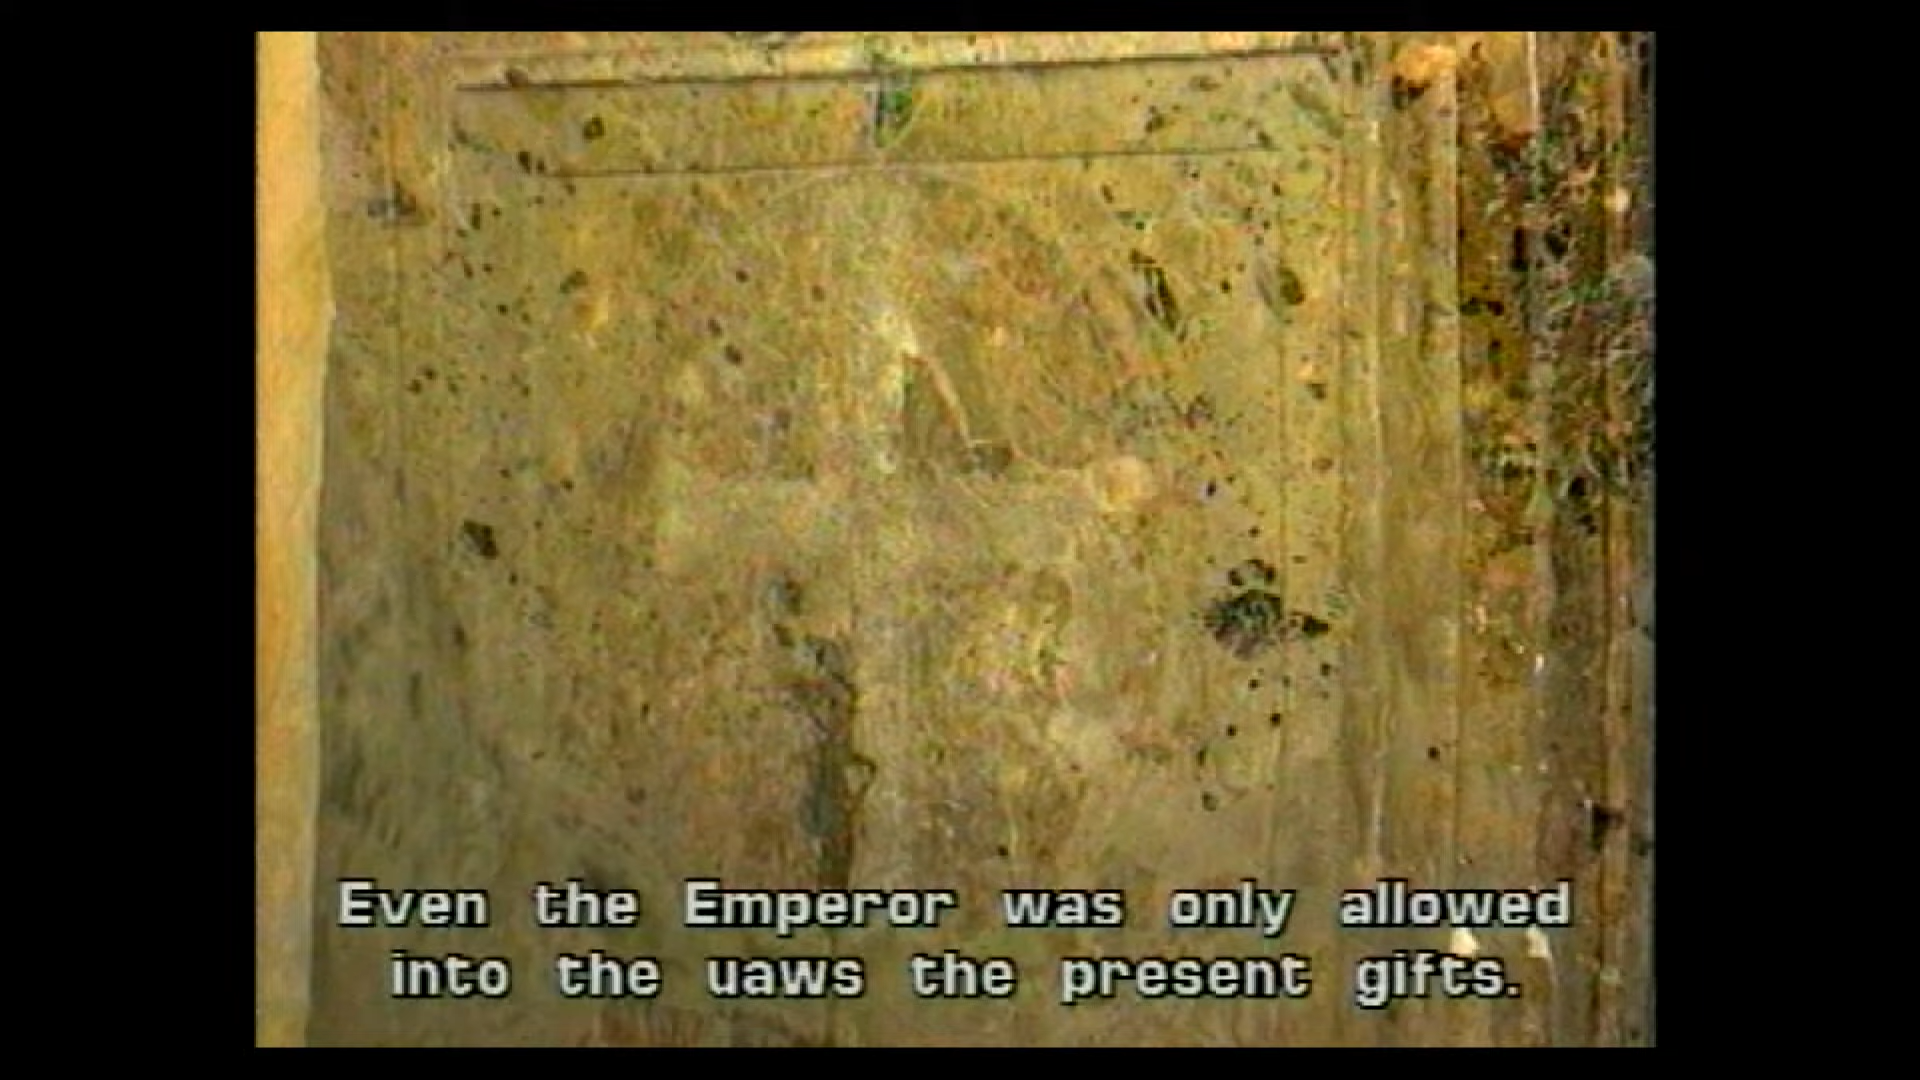 Even the Emperor was only allowed
into the uaws the present gifts.